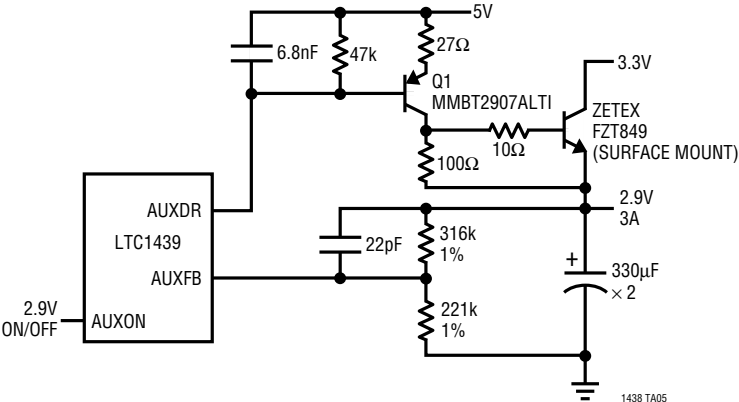 5V
6.8nF
47k
27Ω
3.3V
Q1
MMBT2907ALTI
ZETEX
FZT849
(SURFACE MOUNT)
10Ω
100Ω
AUXDR
2.9V
3A
LTC1439
22pF
316k
1%
AUXFB
+
330µF
× 2
2.9V
ON/OFF
AUXON
221k
1%
1438 TA05